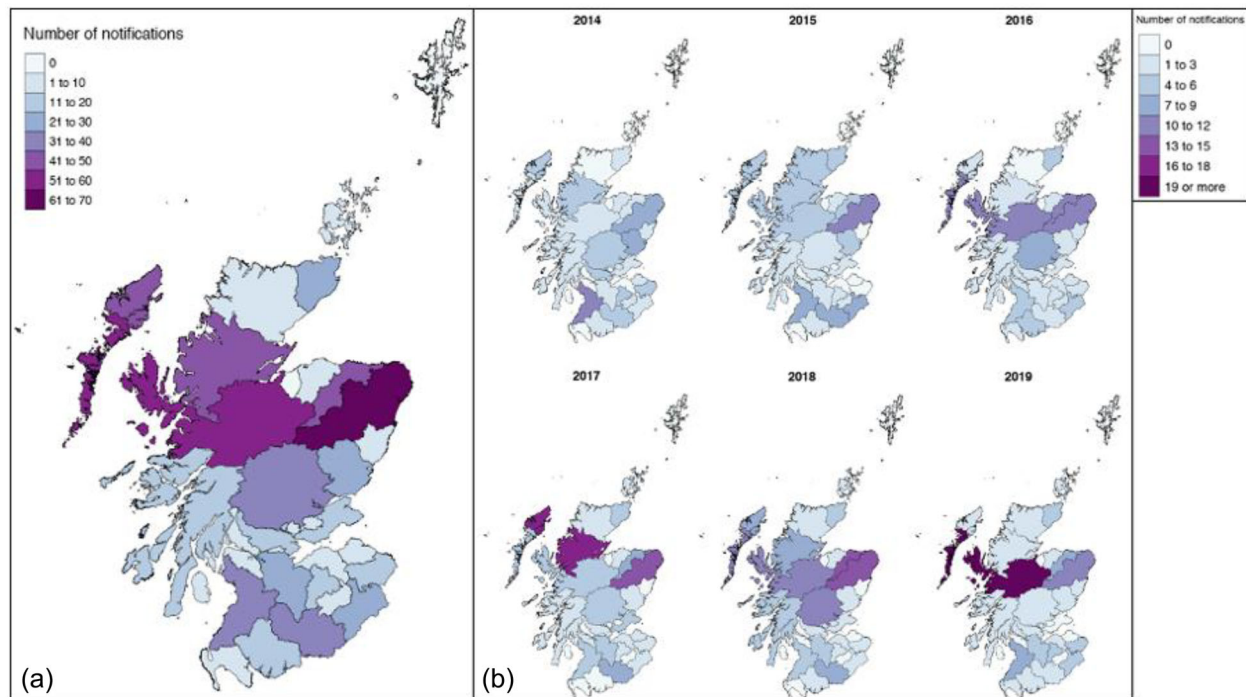 Number of notifications
0
1 to 10
11 to 20
21 to 30
31 to 40
41 to 50
51 to 60
61 to 70
(a)
2014
2015
2016
2017
2018
2019
(b)
Number of notifications
0
1 to 3
4 to 6
7 to 9
10 to 12
13 to 15
16 to 18
19 or more